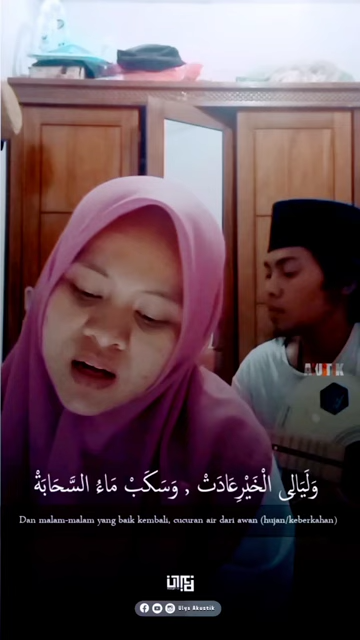 وَلَيَالِى الْخَيْرِعَادَتْ , وَسَكَبْ مَاءُ السَّحَابَةْ
Dan malam-malam yang baik kembali, cucuran air dari awan (hujan/keberkahan)
Ulys Akustik